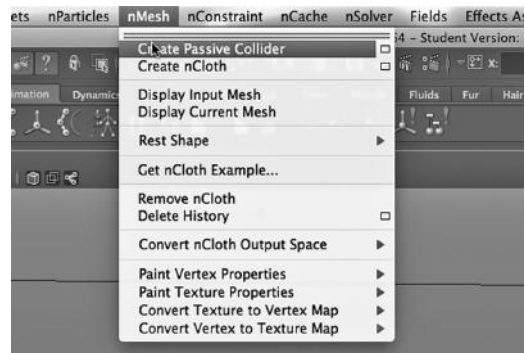 ets nParticles nMesh nConstraint nCache nSolver Fields Effects As
64 - Student Version:
Create Passive Collider
Create nCloth
x:
mation Dynamic
Fluids Fur Hair
Display Input Mesh
Display Current Mesh
Rest Shape
Get nCloth Example...
Remove nCloth
Delete History
Convert nCloth Output Space
Paint Vertex Properties
Paint Texture Properties
Convert Texture to Vertex Map
Convert Vertex to Texture Map